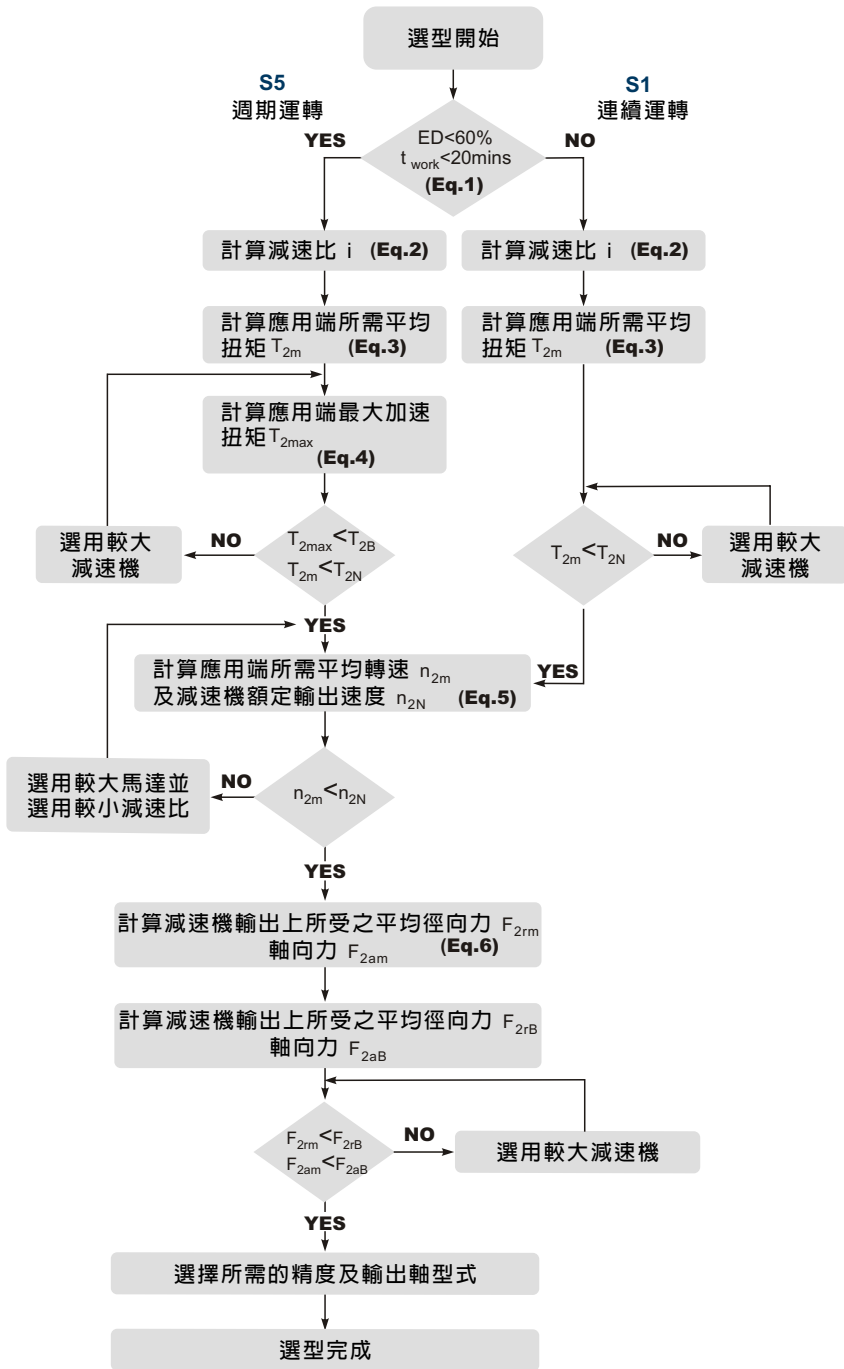 選型開始
S5
週期運轉
S1
連續運轉
YES
ED<60%
t work<20mins
(Eq.1)
NO
計算減速比 i (Eq.2)
計算減速比 i (Eq.2)
計算應用端所需平均
扭矩T2m (Eq.3)
計算應用端所需平均
扭矩T2m (Eq.3)
計算應用端最大加速
扭矩T2max
(Eq.4)
選用較大
減速機
NO
T2max<T2B
T2m<T2N
T2m<T2N
NO
選用較大
減速機
YES
計算應用端所需平均轉速 n2m
及減速機額定輸出速度 n2N (Eq.5)
YES
選用較大馬達並
選用較小減速比
NO
n2m<n2N
YES
計算減速機輸出上所受之平均徑向力 F2rm
軸向力 F2am (Eq.6)
計算減速機輸出上所受之平均徑向力 F2rB
軸向力 F2aB
F2rm<F2rB
F2am<F2aB
NO
選用較大減速機
YES
選擇所需的精度及輸出軸型式
選型完成